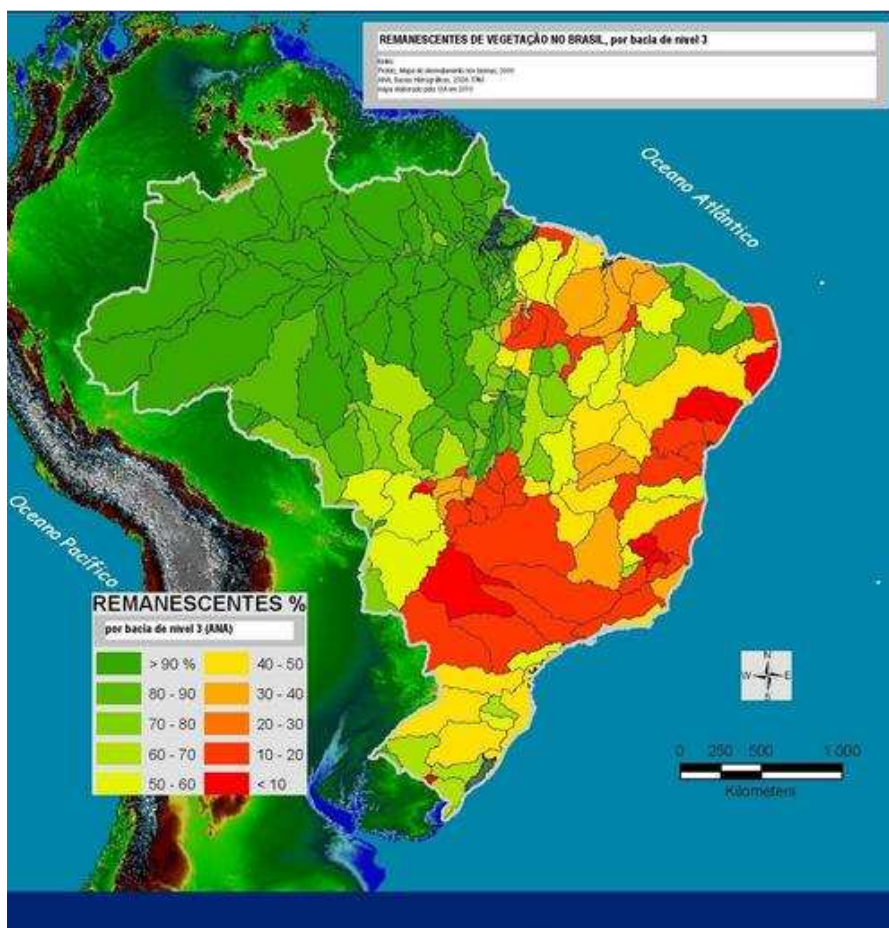 REMANESCENTES DE VEGETAÇÃO NO BRASIL, por bacia de nível 3
Oceano Atlântico
Oceano Pacífico
REMANESCENTES %
por bacia de nível 3 (ANA)
> 90 %
80 - 90
70 - 80
60 - 70
50 - 60
40 - 50
30 - 40
20 - 30
10 - 20
< 10
N
W
E
S
0 250 500 1 000
Kilometers